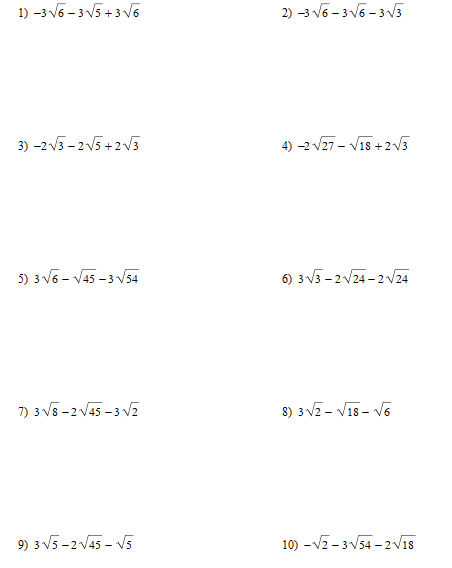 1) −3√6 − 3√5 + 3√6
2) −3√6 − 3√6 − 3√3
3) −2√3 − 2√5 + 2√3
4) −2√27 − √18 + 2√3
5) 3√6 − √45 − 3√54
6) 3√3 − 2√24 − 2√24
7) 3√8 − 2√45 − 3√2
8) 3√2 − √18 − √6
9) 3√5 − 2√45 − √5
10) −√2 − 3√54 − 2√18